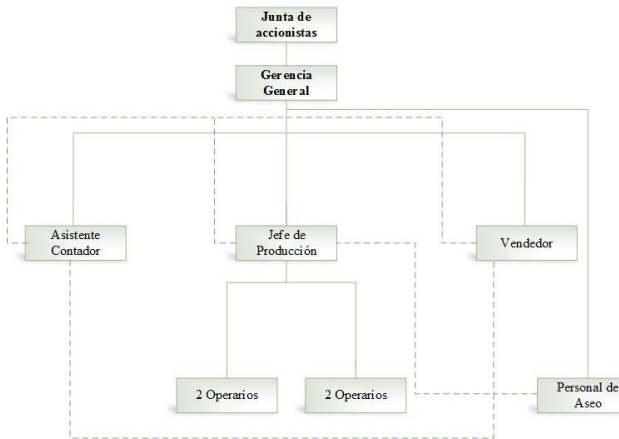 Junta de
accionistas
Gerencia
General
Asistente
Contador
Jefe de
Producción
Vendedor
2 Operarios
2 Operarios
Personal de
Aseo